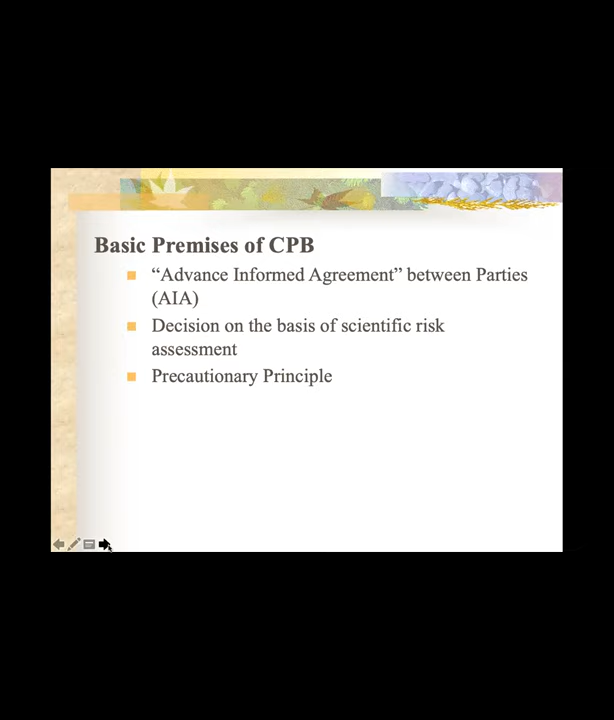 Basic Premises of CPB
“Advance Informed Agreement” between Parties
(AIA)
Decision on the basis of scientific risk
assessment
Precautionary Principle